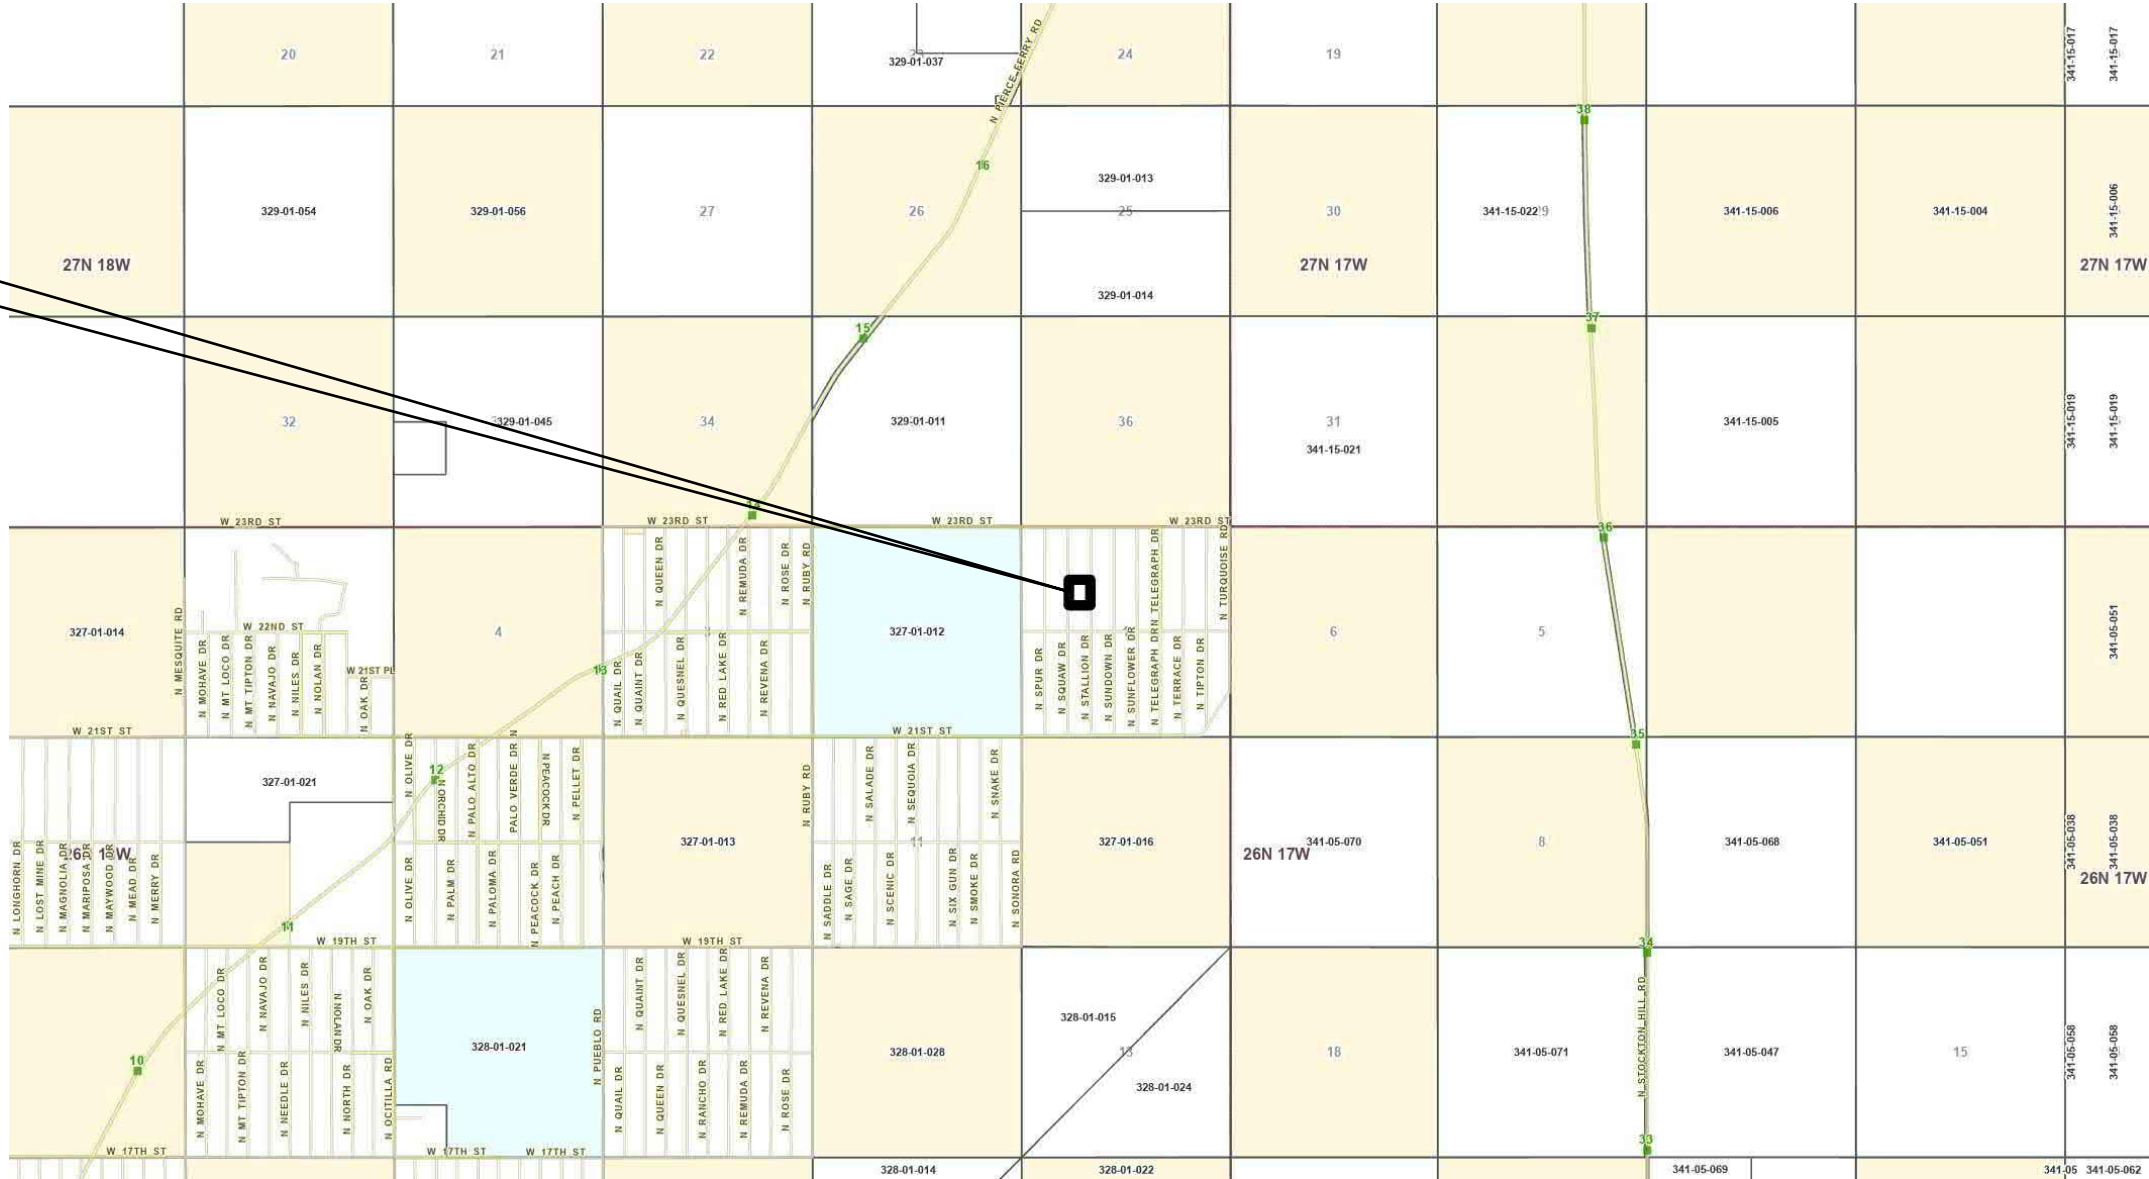 20
21
22
329-01-037
24
19
341-15-017
341-15-017
N PIERCE FERRY RD
38
16
329-01-054
329-01-056
27
26
329-01-013
25
30
341-15-022
341-15-006
341-15-004
341-15-006
27N 18W
27N 17W
27N 17W
329-01-014
15
37
32
329-01-045
34
329-01-011
36
31
341-15-021
341-15-005
341-15-019
341-15-019
14
W 23RD ST
W 23RD ST
W 23RD ST
W 23RD ST
36
N QUEEN DR
N REMUDA DR
N ROSE DR
N RUBY RD
N TELEGRAPH DR
N TURQUOISE RD
327-01-014
N MESQUITE RD
W 22ND ST
4
327-01-012
6
5
341-05-051
N MOHAVE DR
N MT LOCO DR
N MT TIPTON DR
N NAVAJO DR
N NILES DR
N NOLAN DR
W 21ST PL
N OAK DR
13
N QUAIL DR
N QUAINT DR
N QUESNEL DR
N RED LAKE DR
N REVENA DR
N SPUR DR
N SQUAW DR
N STALLION DR
N SUNDOWN DR
N SUNFLOWER DR
N TELEGRAPH DR
N TERRACE DR
N TIPTON DR
W 21ST ST
W 21ST ST
35
327-01-021
12
N OLIVE DR
N ORCHID DR
N PALO ALTO DR
PALO VERDE DR N
N PEACOCK DR
N PELLET DR
N RUBY RD
N SALADE DR
N SEQUOIA DR
N SNAKE DR
N LONGHORN DR
N LOST MINE DR
N MAGNOLIA DR
N MARIPOSA DR
N MAYWOOD DR
N MEAD DR
N MERRY DR
327-01-013
11
327-01-016
26N 17W
341-05-070
8
341-05-068
341-05-051
341-05-038
341-05-038
26N 17W
N OLIVE DR
N PALM DR
N PALOMA DR
N PEACOCK DR
N PEACH DR
N SADDLE DR
N SAGE DR
N SCENIC DR
N SIX GUN DR
N SMOKE DR
N SONORA RD
11
W 19TH ST
W 19TH ST
34
N MT LOCO DR
N NAVAJO DR
N NILES DR
N NOLAN DR
N OAK DR
N QUAINT DR
N QUESNEL DR
N RED LAKE DR
N REVENA DR
328-01-015
N STOCKTON HILL RD
10
328-01-021
N PUEBLO RD
328-01-028
13
18
341-05-071
341-05-047
15
341-05-058
341-05-058
328-01-024
N MOHAVE DR
N MT TIPTON DR
N NEEDLE DR
N NORTH DR
N OCITILLA RD
N QUAIL DR
N QUEEN DR
N RANCHO DR
N REMUDA DR
N ROSE DR
33
W 17TH ST
W 17TH ST
W 17TH ST
328-01-014
328-01-022
341-05-069
341-05
341-05-062